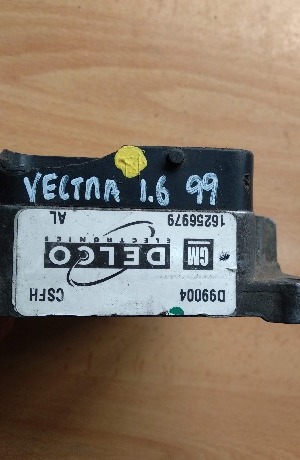 VECTRA 1.6 99
D99004 CSFH
GM DELCO
ELECTRONICS
16256979 AL